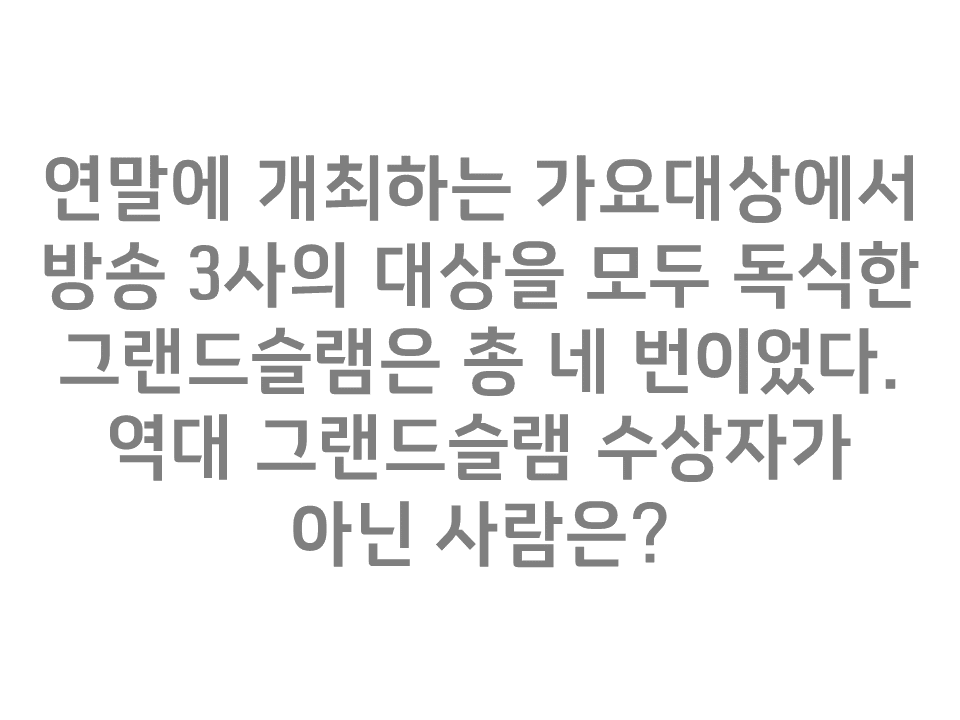 연말에 개최하는 가요대상에서
방송 3사의 대상을 모두 독식한
그랜드슬램은 총 네 번이었다.
역대 그랜드슬램 수상자가
아닌 사람은?